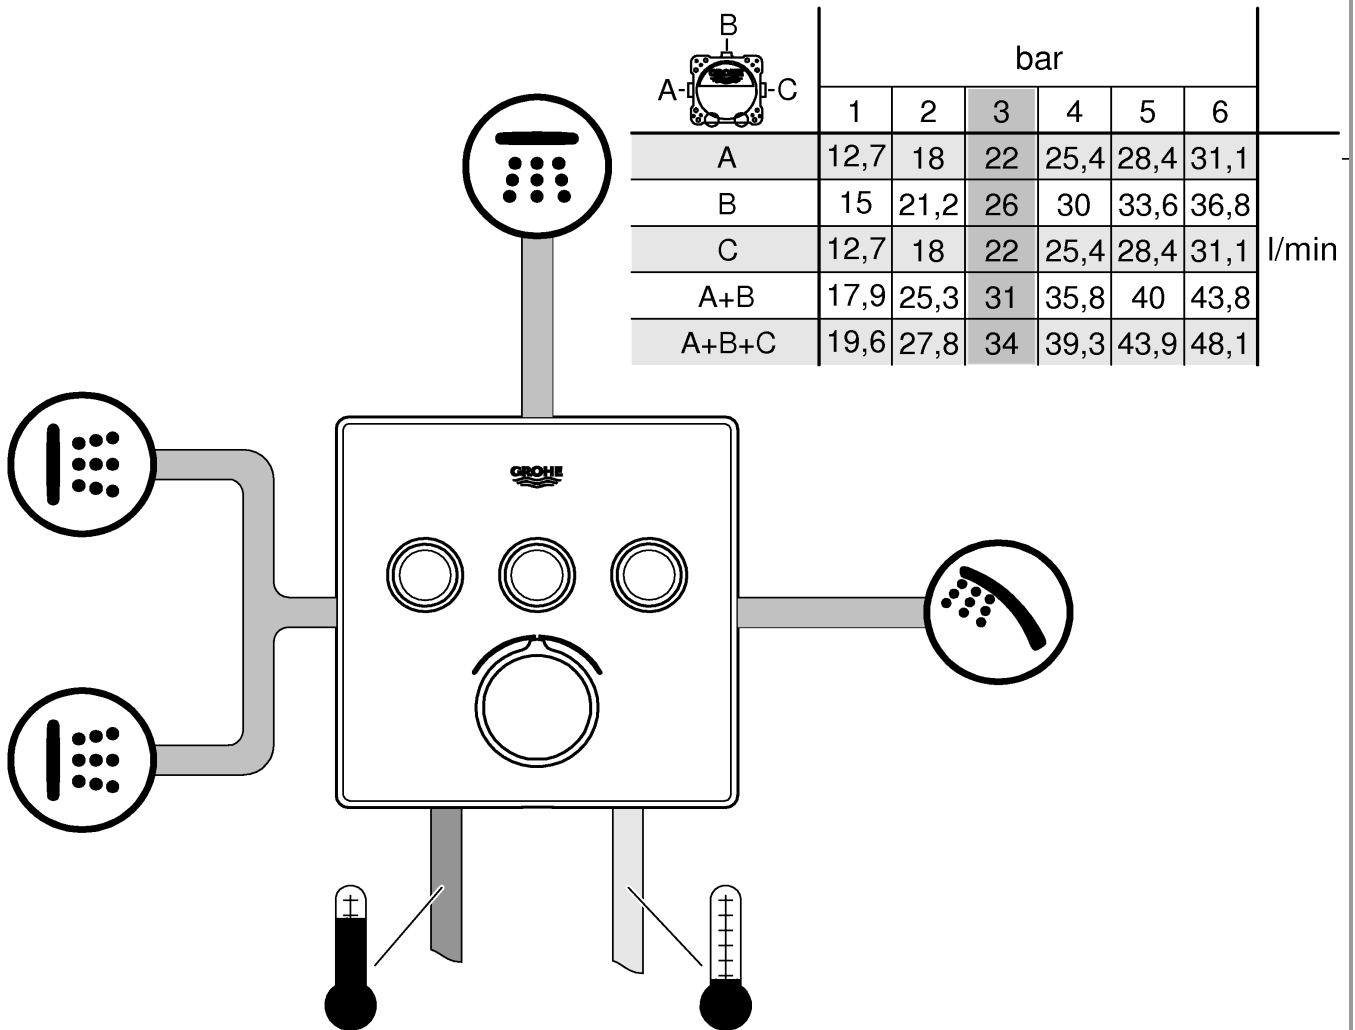 B
bar
A C
1 2 3 4 5 6
A 12,7 18 22 25,4 28,4 31,1
B 15 21,2 26 30 33,6 36,8
C 12,7 18 22 25,4 28,4 31,1 l/min
A+B 17,9 25,3 31 35,8 40 43,8
A+B+C 19,6 27,8 34 39,3 43,9 48,1
GROHE